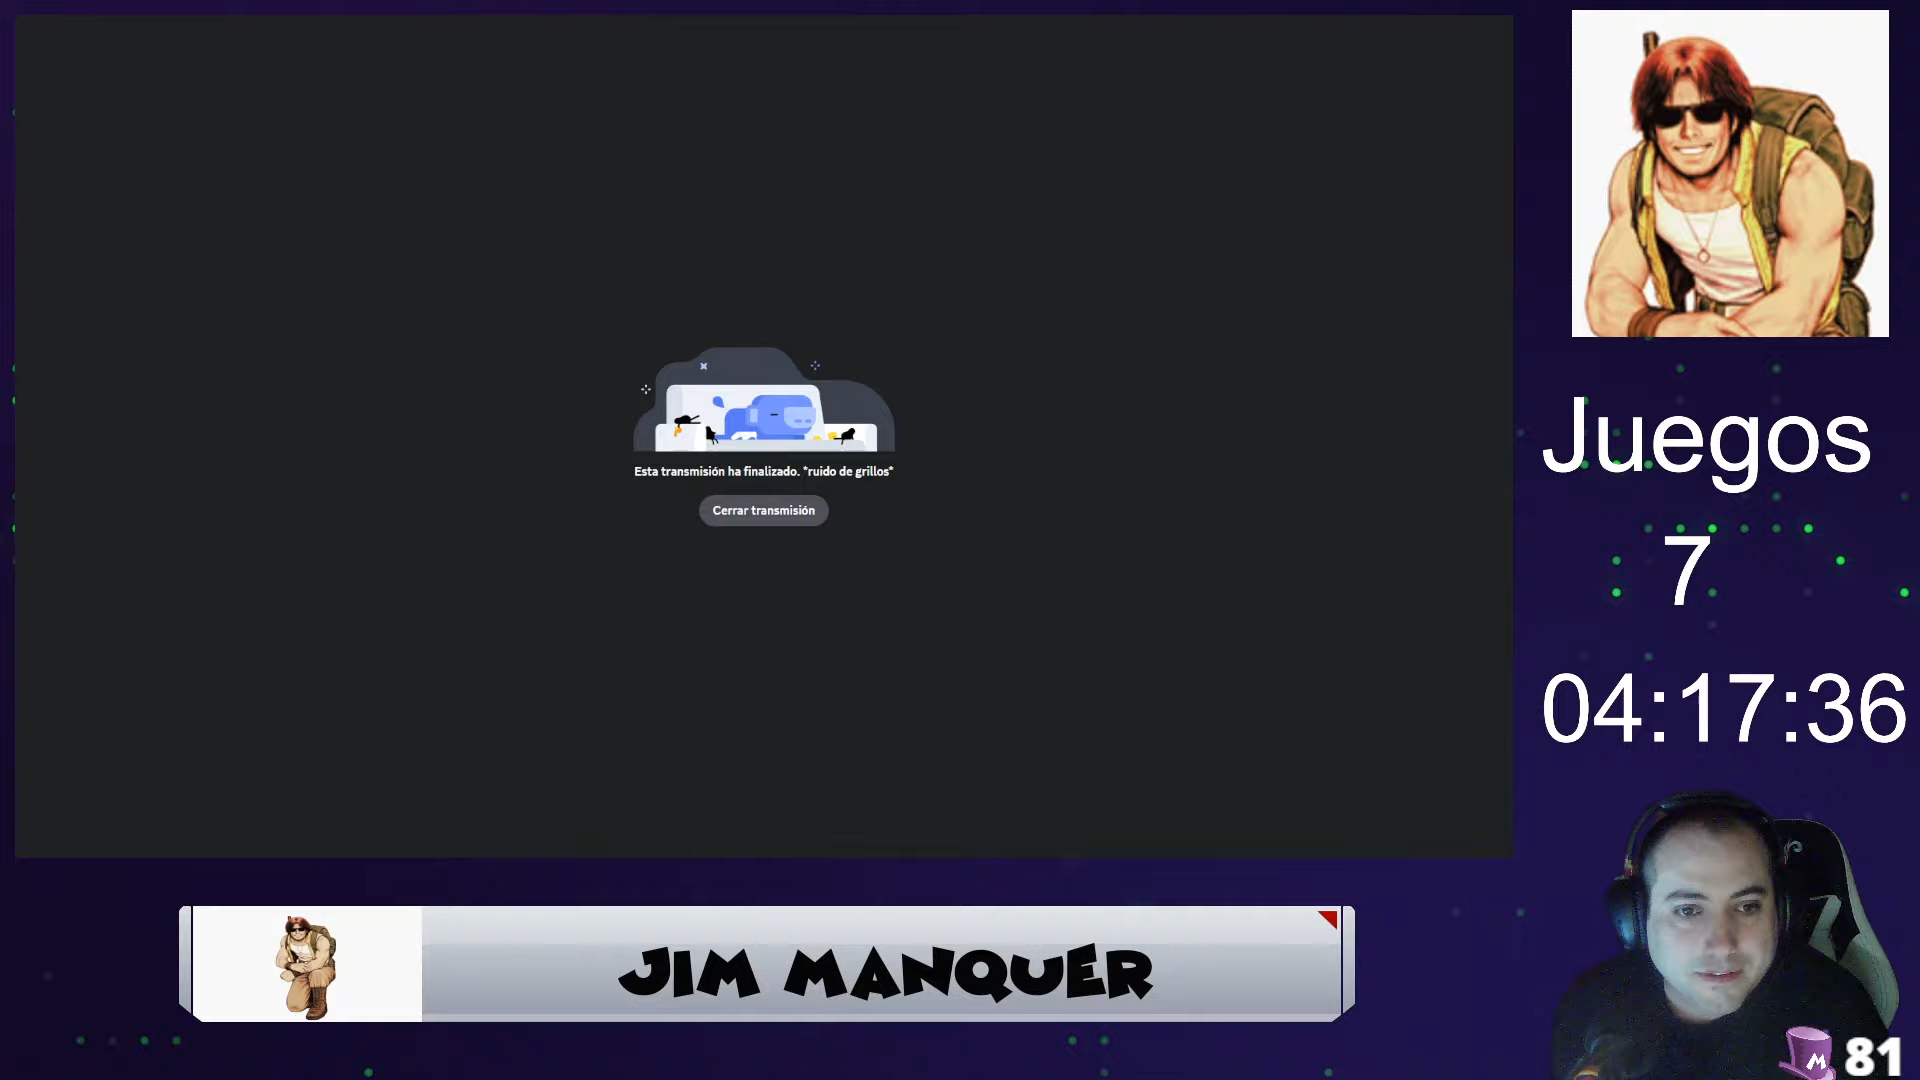 Esta transmisión ha finalizado. *ruido de grillos*
Cerrar transmisión
Juegos
7
04:17:36
JIM MANQUER
M
81